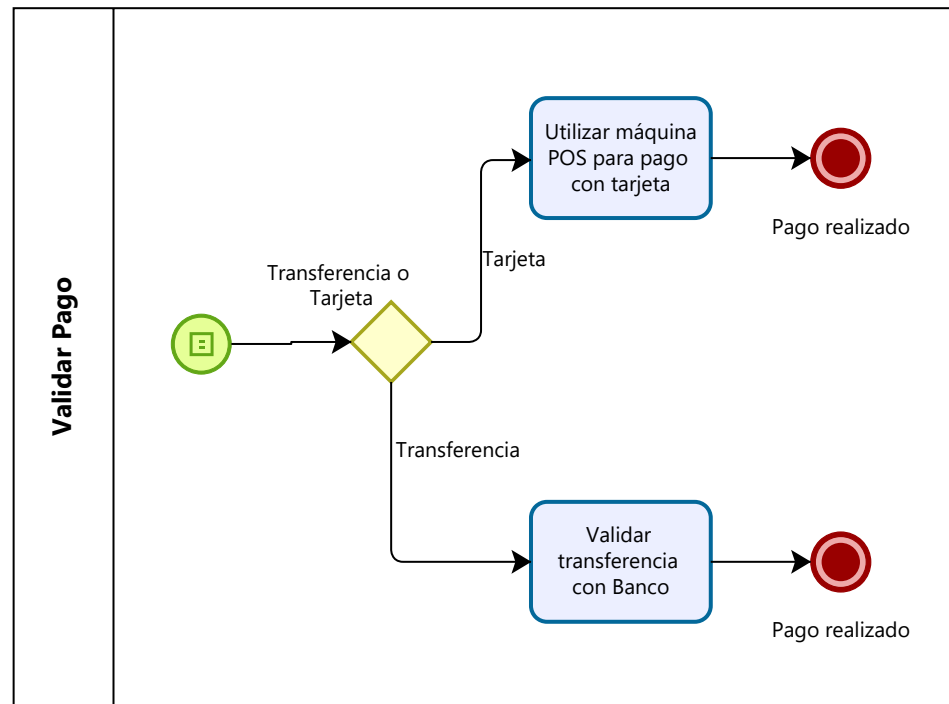 Validar Pago
Transferencia o
Tarjeta
Tarjeta
Utilizar máquina
POS para pago
con tarjeta
Pago realizado
Transferencia
Validar
transferencia
con Banco
Pago realizado